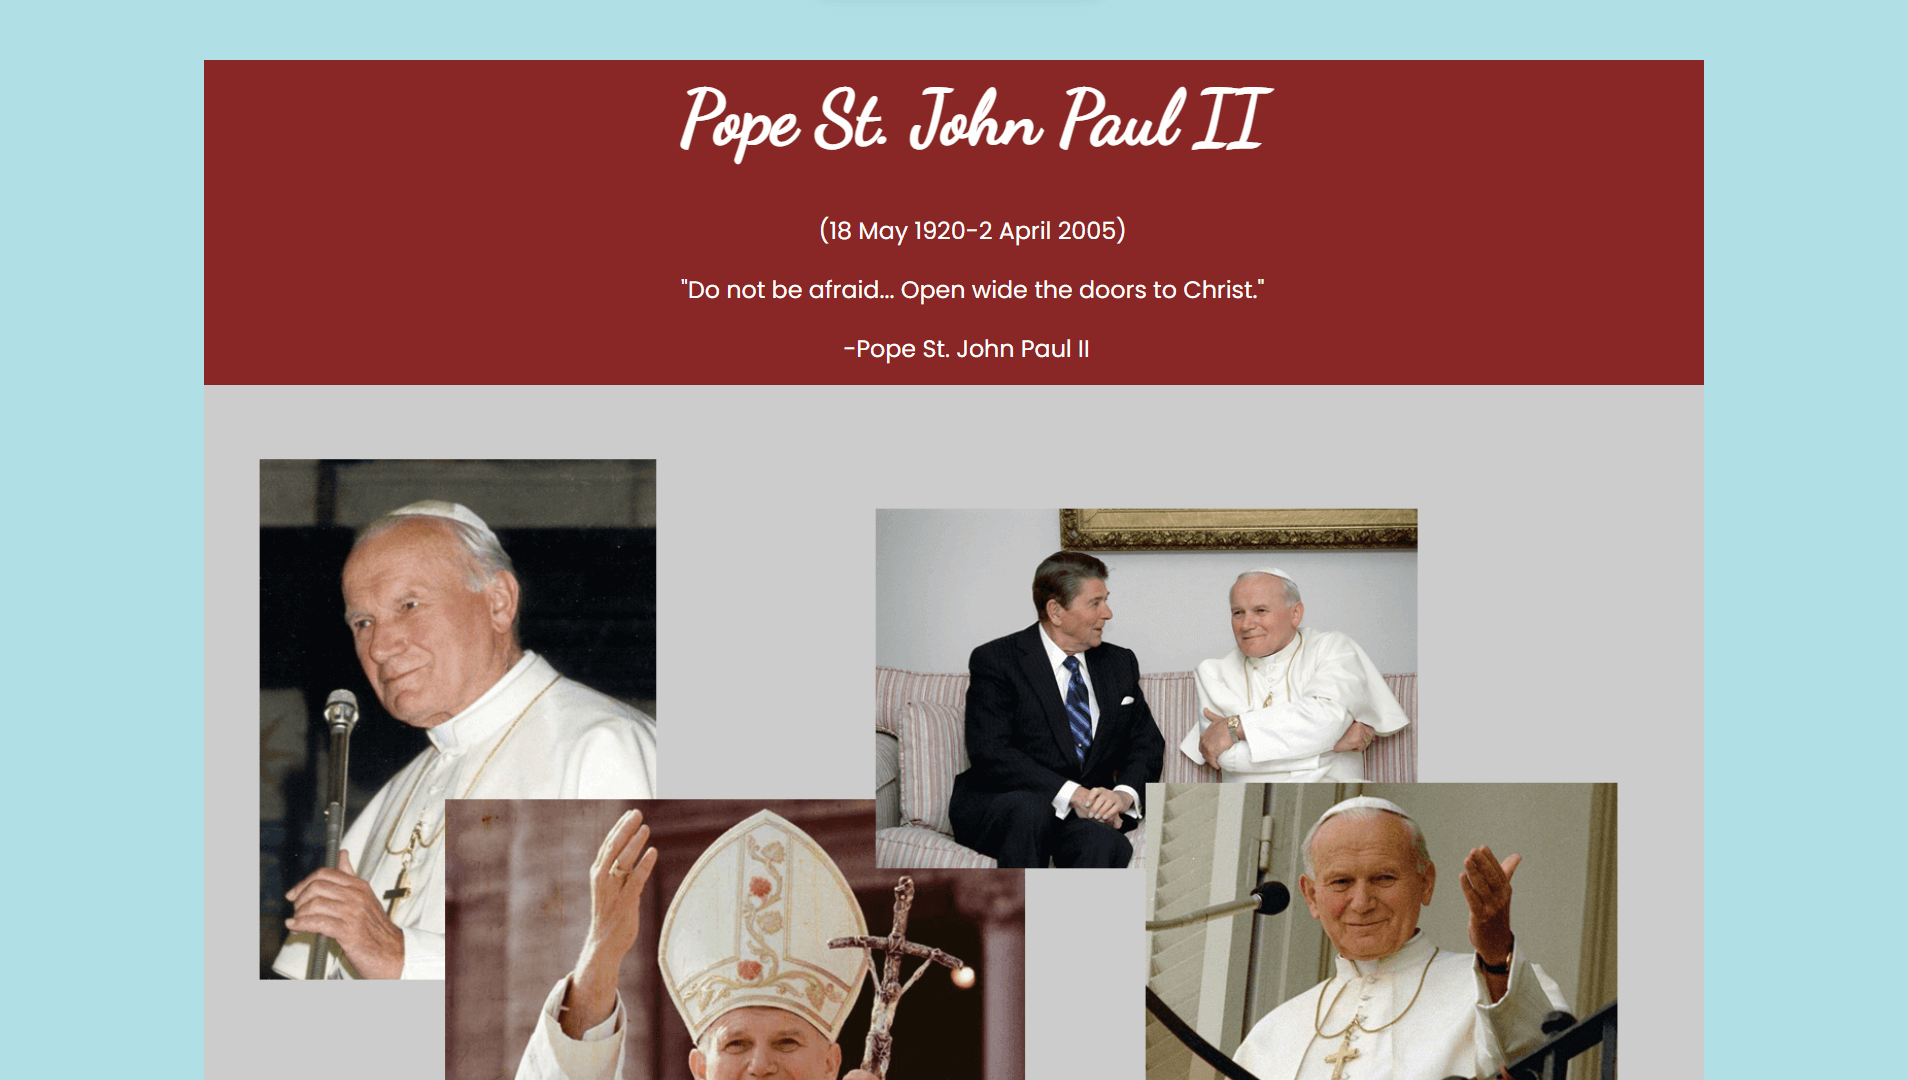 Pope St. John Paul II
(18 May 1920-2 April 2005)
"Do not be afraid... Open wide the doors to Christ."
-Pope St. John Paul II